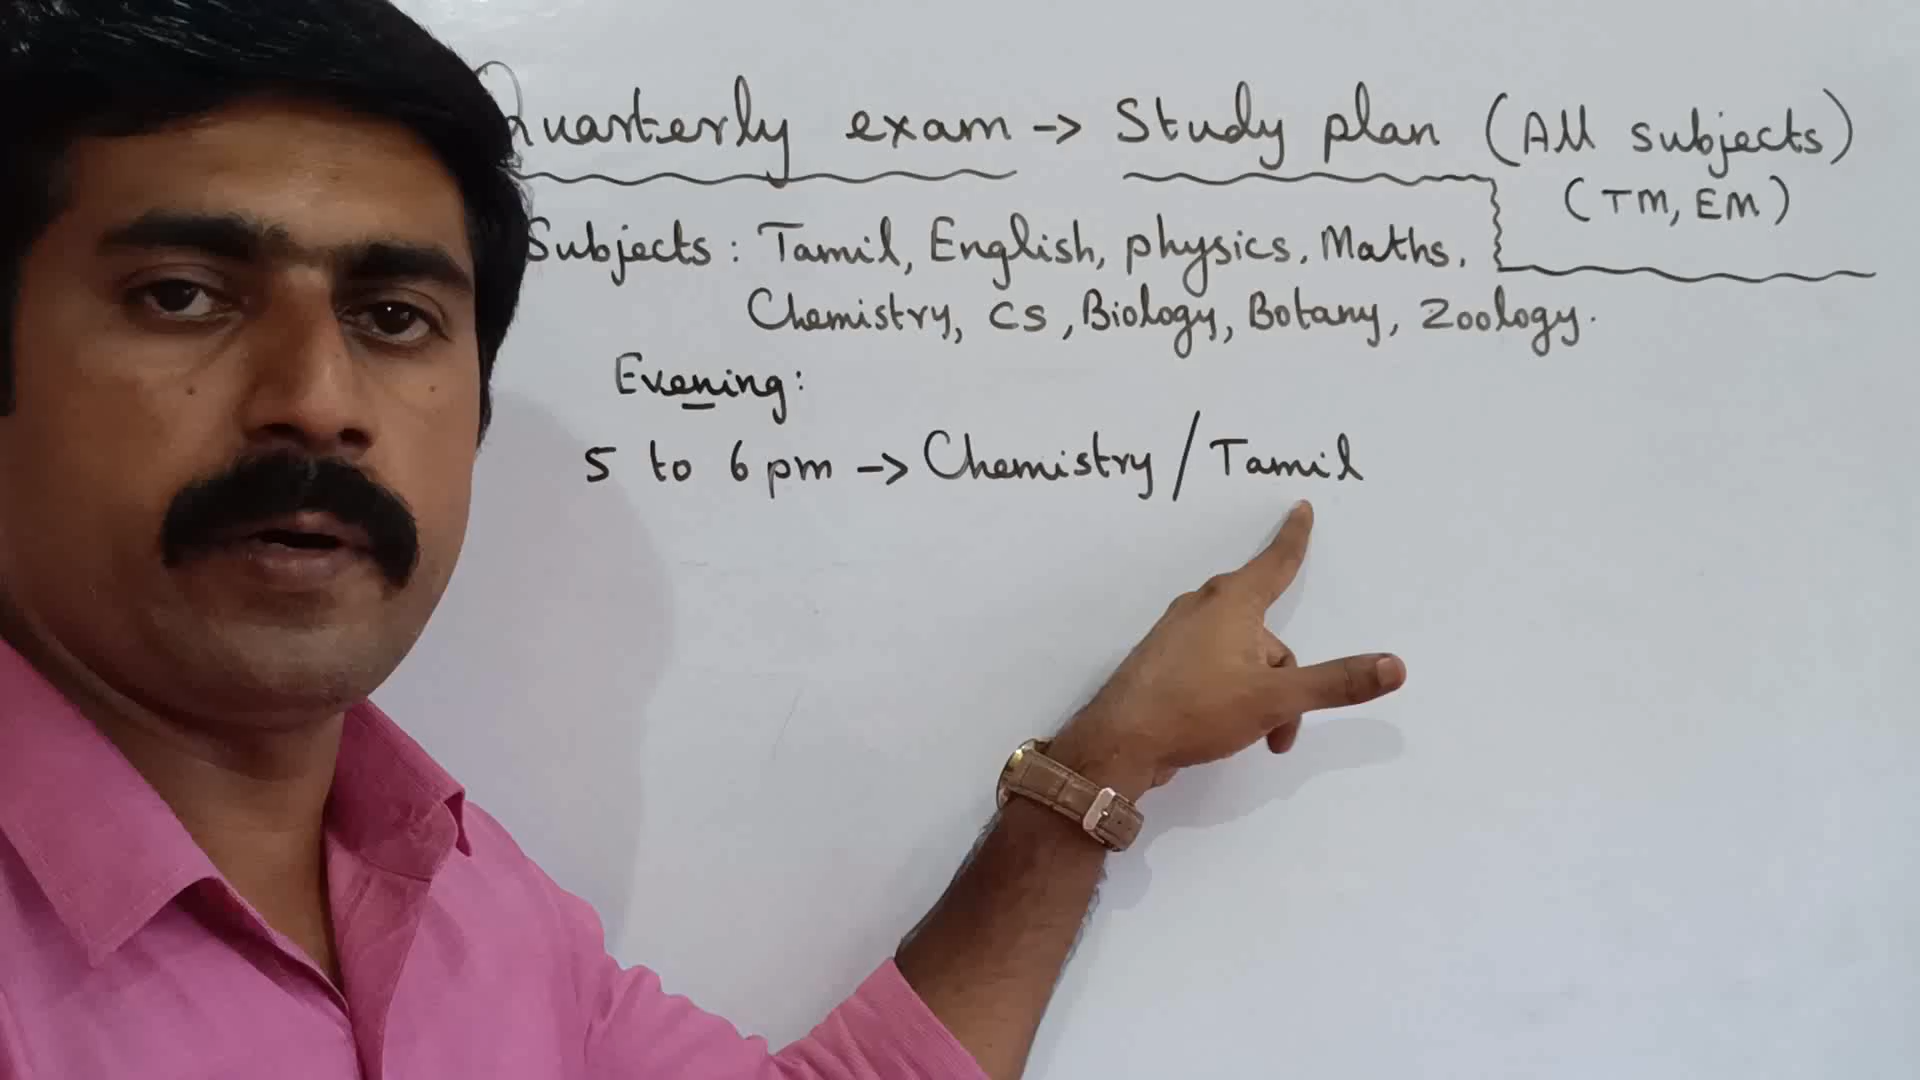 Quarterly exam -> Study plan (All subjects)
(TM, EM)
Subjects : Tamil, English, physics, Maths,
Chemistry, CS, Biology, Botany, Zoology.
Evening:
5 to 6 pm -> Chemistry / Tamil